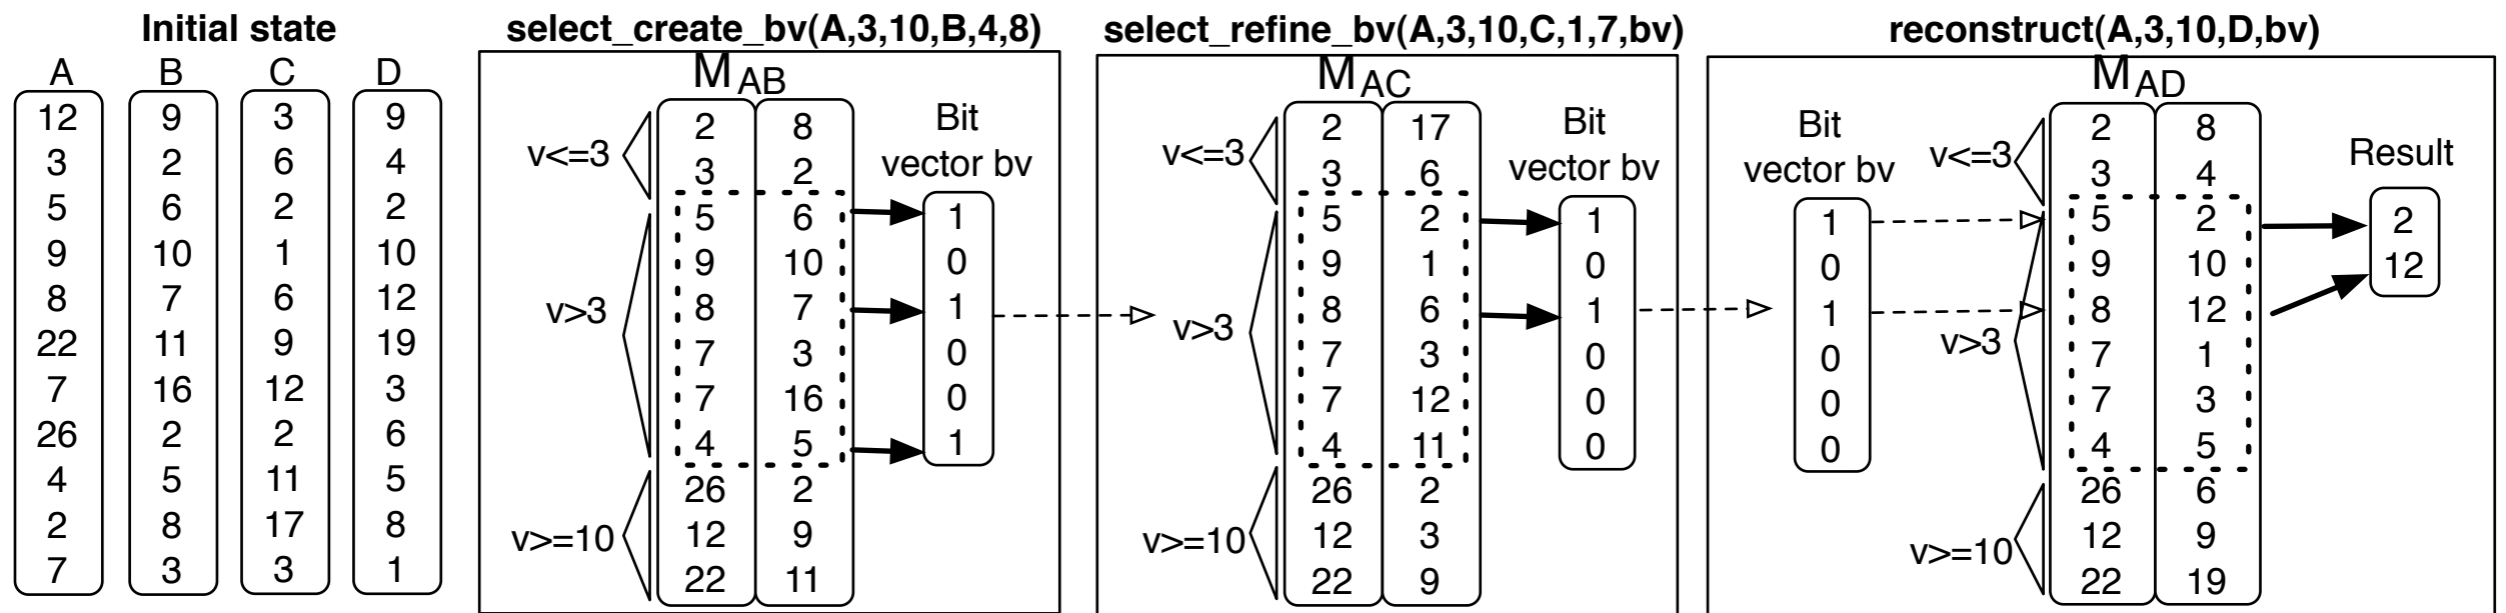 Initial state
A B C D
12 9 3 9
3 2 6 4
5 6 2 2
9 10 1 10
8 7 6 12
22 11 9 19
7 16 12 3
26 2 2 6
4 5 11 5
2 8 17 8
7 3 3 1
select_create_bv(A,3,10,B,4,8)
M AB
v<=3
v>3
v>=10
2 8
3 2
5 6
9 10
8 7
7 3
7 16
4 5
26 2
12 9
22 11
Bit
vector bv
1
0
1
0
0
1
select_refine_bv(A,3,10,C,1,7,bv)
M AC
v<=3
v>3
v>=10
2 17
3 6
5 2
9 1
8 6
7 3
7 12
4 11
26 2
12 3
22 9
Bit
vector bv
1
0
1
0
0
0
reconstruct(A,3,10,D,bv)
Bit
vector bv
1
0
1
0
0
0
M AD
v<=3
v>3
v>=10
2 8
3 4
5 2
9 10
8 12
7 1
7 3
4 5
26 6
12 9
22 19
Result
2
12